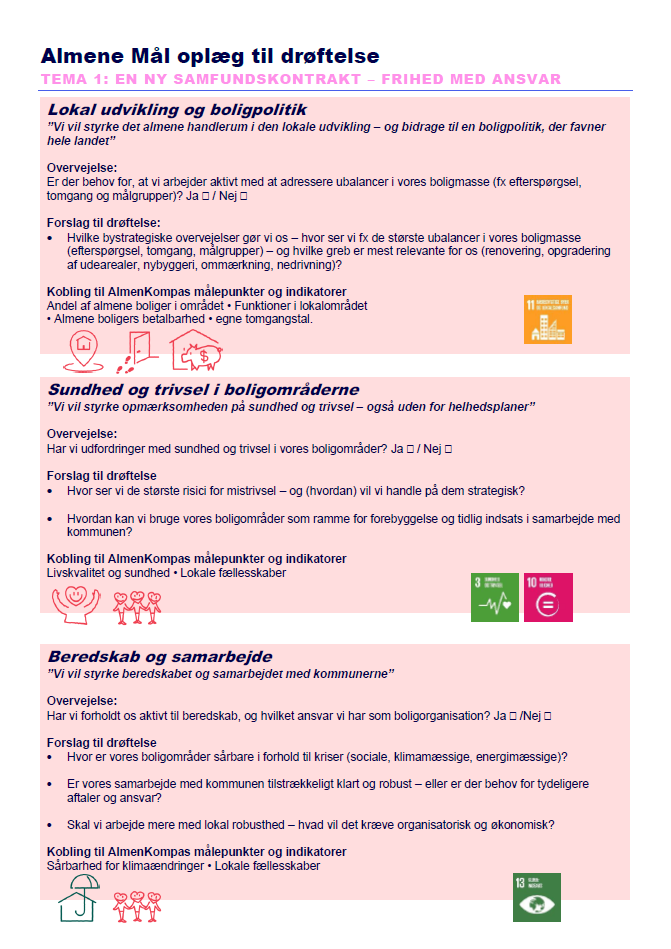 Almene Mål oplæg til drøftelse
TEMA 1: EN NY SAMFUNDSKONTRAKT – FRIHED MED ANSVAR
Lokal udvikling og boligpolitik
”Vi vil styrke det almene handlerum i den lokale udvikling – og bidrage til en boligpolitik, der favner
hele landet”
Overvejelse:
Er der behov for, at vi arbejder aktivt med at adressere ubalancer i vores boligmasse (fx efterspørgsel,
tomgang og målgrupper)? Ja ☐ / Nej ☐
Forslag til drøftelse:
• Hvilke bystrategiske overvejelser gør vi os – hvor ser vi fx de største ubalancer i vores boligmasse
(efterspørgsel, tomgang, målgrupper) – og hvilke greb er mest relevante for os (renovering, opgradering
af udearealer, nybyggeri, ommærkning, nedrivning)?
Kobling til AlmenKompas målepunkter og indikatorer
Andel af almene boliger i området • Funktioner i lokalområdet
• Almene boligers betalbarhed • egne tomgangstal.
11
$
Sundhed og trivsel i boligområderne
”Vi vil styrke opmærksomheden på sundhed og trivsel – også uden for helhedsplaner”
Overvejelse:
Har vi udfordringer med sundhed og trivsel i vores boligområder? Ja ☐ / Nej ☐
Forslag til drøftelse
• Hvor ser vi de største risici for mistrivsel – og (hvordan) vil vi handle på dem strategisk?
• Hvordan kan vi bruge vores boligområder som ramme for forebyggelse og tidlig indsats i samarbejde med
kommunen?
Kobling til AlmenKompas målepunkter og indikatorer
Livskvalitet og sundhed • Lokale fællesskaber
3
10
Beredskab og samarbejde
”Vi vil styrke beredskabet og samarbejdet med kommunerne”
Overvejelse:
Har vi forholdt os aktivt til beredskab, og hvilket ansvar vi har som boligorganisation? Ja ☐ /Nej ☐
Forslag til drøftelse
• Hvor er vores boligområder sårbare i forhold til kriser (sociale, klimamæssige, energimæssige)?
• Er vores samarbejde med kommunen tilstrækkeligt klart og robust – eller er der behov for tydeligere
aftaler og ansvar?
• Skal vi arbejde mere med lokal robusthed – hvad vil det kræve organisatorisk og økonomisk?
Kobling til AlmenKompas målepunkter og indikatorer
Sårbarhed for klimaændringer • Lokale fællesskaber
13